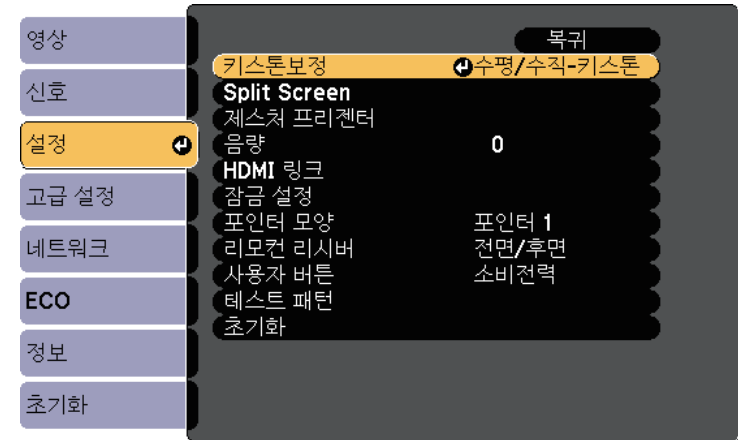 영상
신호
설정
고급 설정
네트워크
ECO
정보
초기화
복귀
키스톤보정 수평/수직-키스톤
Split Screen
제스처 프리젠터
음량 0
HDMI 링크
잠금 설정
포인터 모양 포인터 1
리모컨 리시버 전면/후면
사용자 버튼 소비전력
테스트 패턴
초기화